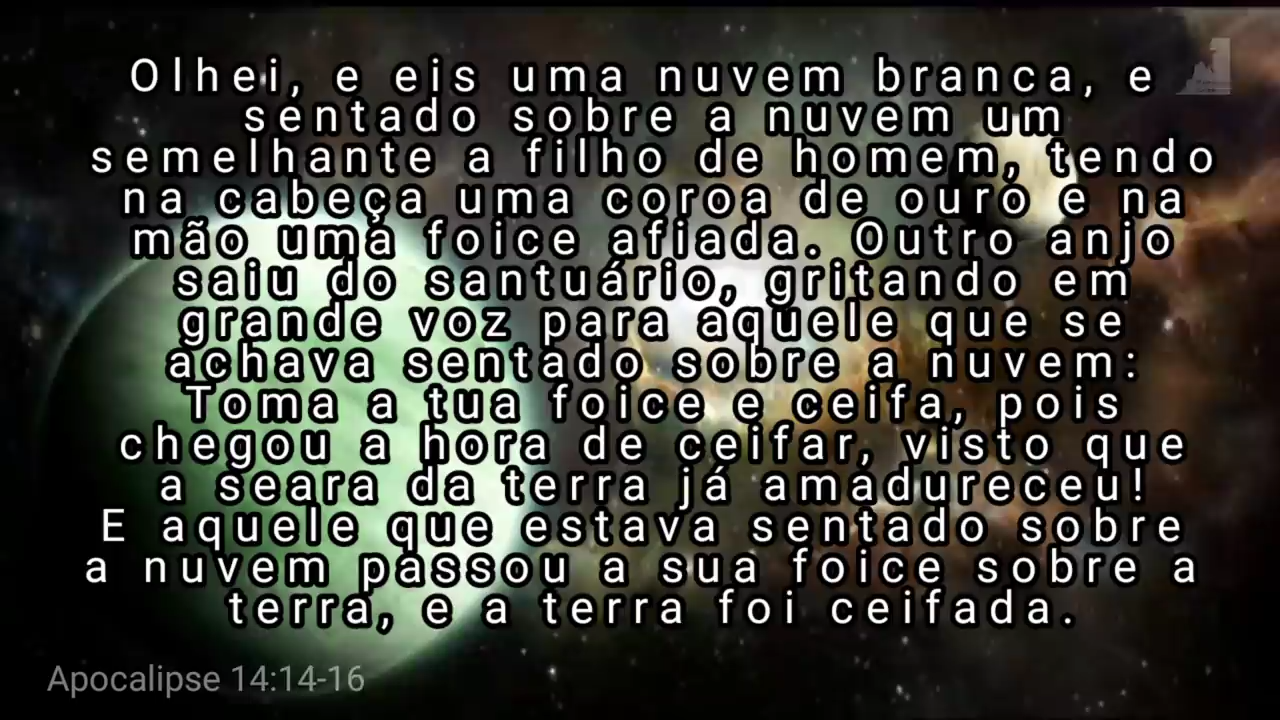 Olhei, e eis uma nuvem branca, e
sentado sobre a nuvem um
semelhante a filho de homem, tendo
na cabeça uma coroa de ouro e na
mão uma foice afiada. Outro anjo
saiu do santuário, gritando em
grande voz para aquele que se
achava sentado sobre a nuvem:
Toma a tua foice e ceifa, pois
chegou a hora de ceifar, visto que
a seara da terra já amadureceu!
E aquele que estava sentado sobre
a nuvem passou a sua foice sobre a
terra, e a terra foi ceifada.
Apocalipse 14:14-16